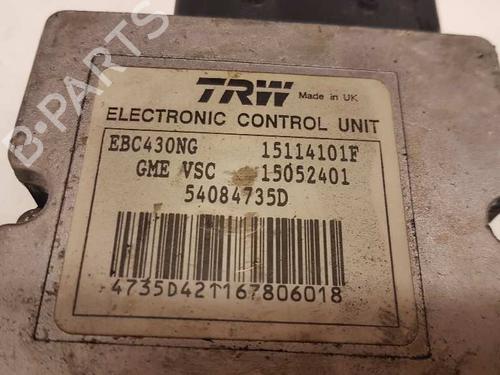 TRW Made in UK
ELECTRONIC CONTROL UNIT
EBC430NG 15114101F
GME VSC 15052401
54084735D
4735D42T167806018
B-PARTS